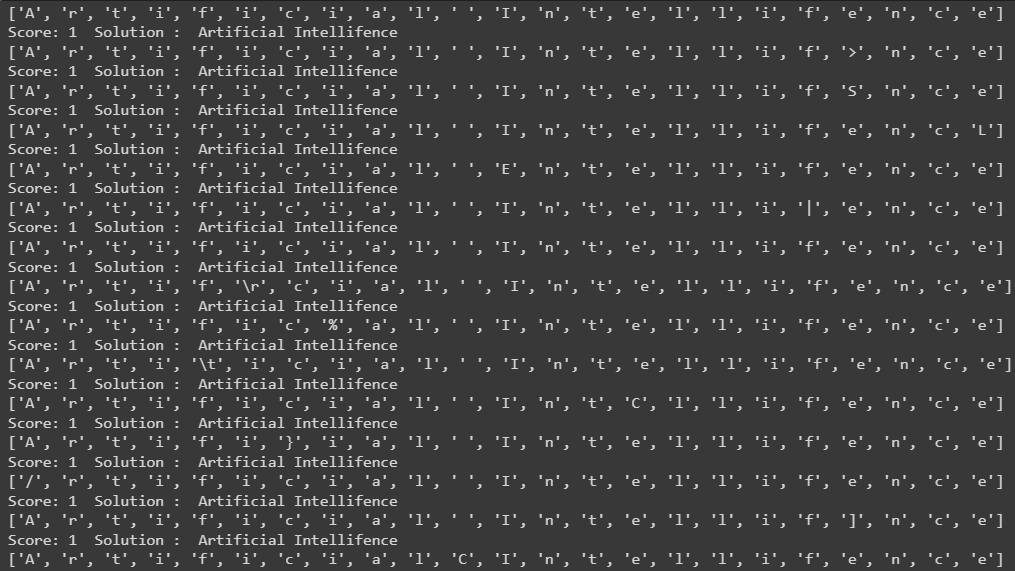 ['A', 'r', 't', 'i', 'f', 'i', 'c', 'i', 'a', 'l', ' ', 'I', 'n', 't', 'e', 'l', 'l', 'i', 'f', 'e', 'n', 'c', 'e']
Score: 1  Solution :  Artificial Intellifence
['A', 'r', 't', 'i', 'f', 'i', 'c', 'i', 'a', 'l', ' ', 'I', 'n', 't', 'e', 'l', 'l', 'i', 'f', '>', 'n', 'c', 'e']
Score: 1  Solution :  Artificial Intellifence
['A', 'r', 't', 'i', 'f', 'i', 'c', 'i', 'a', 'l', ' ', 'I', 'n', 't', 'e', 'l', 'l', 'i', 'f', 'S', 'n', 'c', 'e']
Score: 1  Solution :  Artificial Intellifence
['A', 'r', 't', 'i', 'f', 'i', 'c', 'i', 'a', 'l', ' ', 'I', 'n', 't', 'e', 'l', 'l', 'i', 'f', 'e', 'n', 'c', 'L']
Score: 1  Solution :  Artificial Intellifence
['A', 'r', 't', 'i', 'f', 'i', 'c', 'i', 'a', 'l', ' ', 'E', 'n', 't', 'e', 'l', 'l', 'i', 'f', 'e', 'n', 'c', 'e']
Score: 1  Solution :  Artificial Intellifence
['A', 'r', 't', 'i', 'f', 'i', 'c', 'i', 'a', 'l', ' ', 'I', 'n', 't', 'e', 'l', 'l', 'i', '|', 'e', 'n', 'c', 'e']
Score: 1  Solution :  Artificial Intellifence
['A', 'r', 't', 'i', 'f', 'i', 'c', 'i', 'a', 'l', ' ', 'I', 'n', 't', 'e', 'l', 'l', 'i', 'f', 'e', 'n', 'c', 'e']
Score: 1  Solution :  Artificial Intellifence
['A', 'r', 't', 'i', 'f', '\r', 'c', 'i', 'a', 'l', ' ', 'I', 'n', 't', 'e', 'l', 'l', 'i', 'f', 'e', 'n', 'c', 'e']
Score: 1  Solution :  Artificial Intellifence
['A', 'r', 't', 'i', 'f', 'i', 'c', '%', 'a', 'l', ' ', 'I', 'n', 't', 'e', 'l', 'l', 'i', 'f', 'e', 'n', 'c', 'e']
Score: 1  Solution :  Artificial Intellifence
['A', 'r', 't', 'i', '\t', 'i', 'c', 'i', 'a', 'l', ' ', 'I', 'n', 't', 'e', 'l', 'l', 'i', 'f', 'e', 'n', 'c', 'e']
Score: 1  Solution :  Artificial Intellifence
['A', 'r', 't', 'i', 'f', 'i', 'c', 'i', 'a', 'l', ' ', 'I', 'n', 't', 'C', 'l', 'l', 'i', 'f', 'e', 'n', 'c', 'e']
Score: 1  Solution :  Artificial Intellifence
['A', 'r', 't', 'i', 'f', 'i', '}', 'i', 'a', 'l', ' ', 'I', 'n', 't', 'e', 'l', 'l', 'i', 'f', 'e', 'n', 'c', 'e']
Score: 1  Solution :  Artificial Intellifence
['/', 'r', 't', 'i', 'f', 'i', 'c', 'i', 'a', 'l', ' ', 'I', 'n', 't', 'e', 'l', 'l', 'i', 'f', 'e', 'n', 'c', 'e']
Score: 1  Solution :  Artificial Intellifence
['A', 'r', 't', 'i', 'f', 'i', 'c', 'i', 'a', 'l', ' ', 'I', 'n', 't', 'e', 'l', 'l', 'i', 'f', ']', 'n', 'c', 'e']
Score: 1  Solution :  Artificial Intellifence
['A', 'r', 't', 'i', 'f', 'i', 'c', 'i', 'a', 'l', 'C', 'I', 'n', 't', 'e', 'l', 'l', 'i', 'f', 'e', 'n', 'c', 'e']